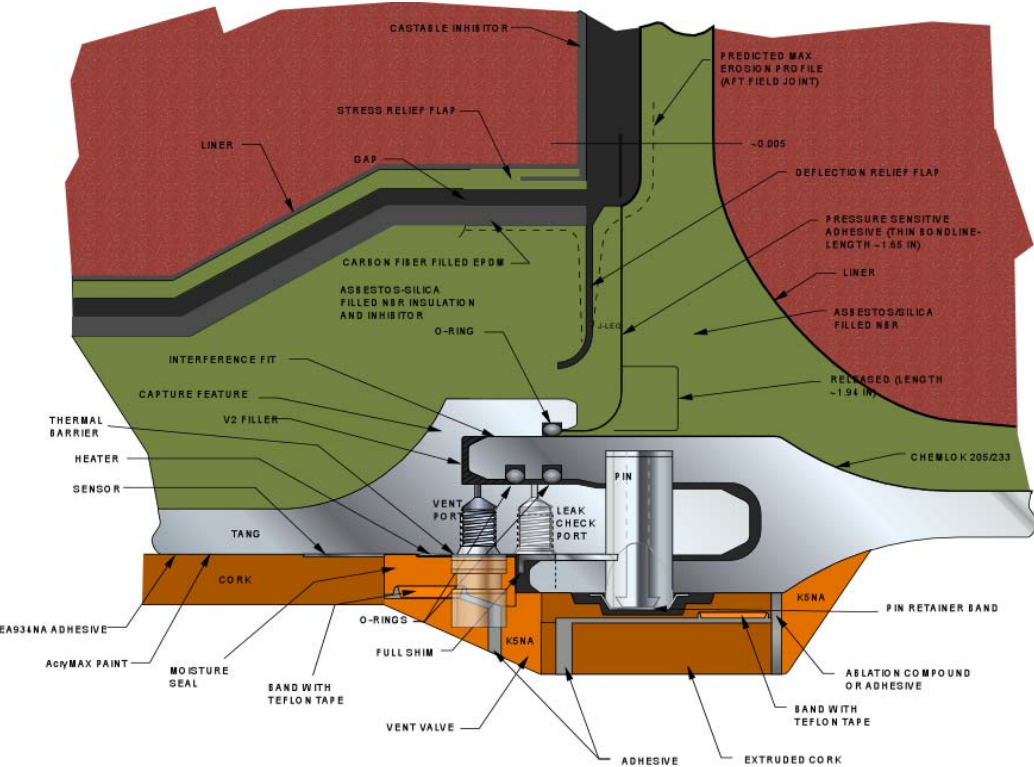 CASTABLE INHIBITOR
PREDICTED MAX
EROSION PROFILE
(AFT FIELD JOINT)
STRESS RELIEF FLAP
LINER
GAP
~0.005
DEFLECTION RELIEF FLAP
PRESSURE SENSITIVE
ADHESIVE (THIN BONDLINE-
LENGTH ~1.65 IN)
CARBON FIBER FILLED EPDM
LINER
ASBESTOS-SILICA
FILLED NBR INSULATION
AND INHIBITOR
ASBESTOS/SILICA
FILLED NBR
J-LEG
O-RING
INTERFERENCE FIT
RELEASED (LENGTH
~1.94 IN)
CAPTURE FEATURE
V2 FILLER
THERMAL
BARRIER
HEATER
CHEMLOK 205/233
SENSOR
PIN
VENT
PORT
LEAK
CHECK
PORT
TANG
CORK
K5NA
PIN RETAINER BAND
EA934NA ADHESIVE
O-RINGS
K5NA
FULL SHIM
AcryMAX PAINT
MOISTURE
SEAL
ABLATION COMPOUND
OR ADHESIVE
BAND WITH
TEFLON TAPE
BAND WITH
TEFLON TAPE
VENT VALVE
ADHESIVE
EXTRUDED CORK